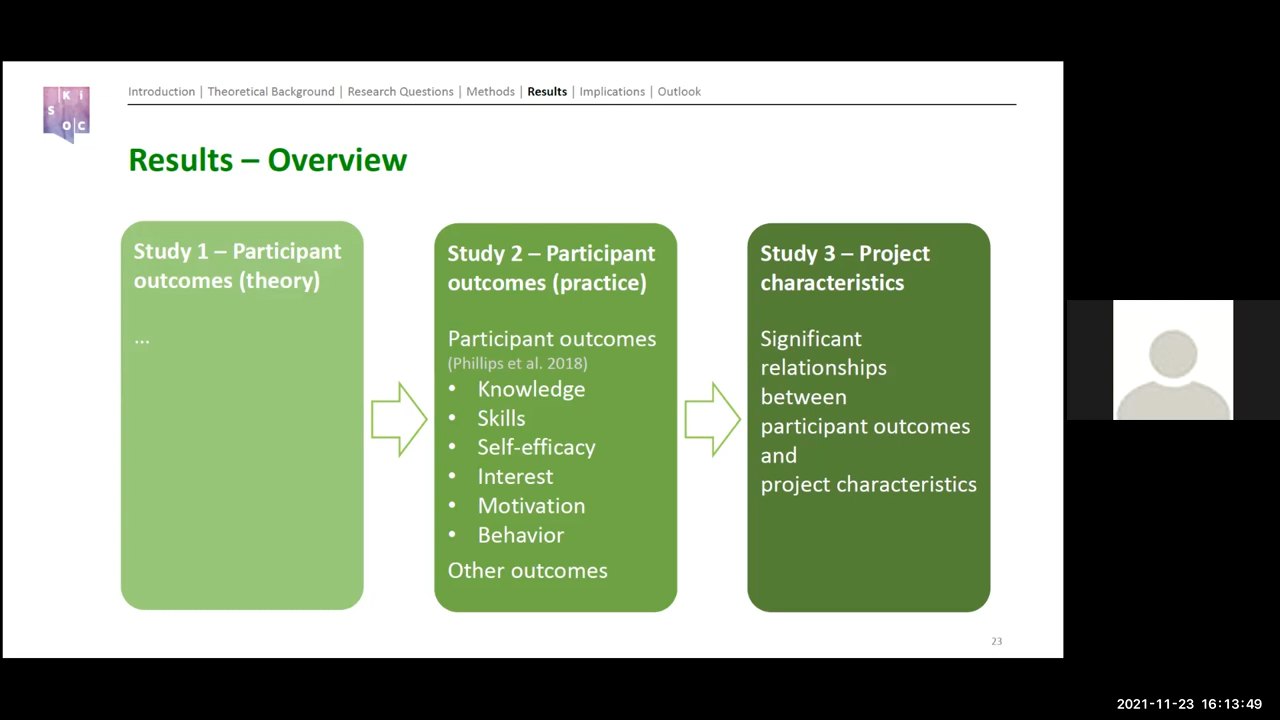 K i
S
O C
Introduction | Theoretical Background | Research Questions | Methods | Results | Implications | Outlook
Results – Overview
Study 1 – Participant
outcomes (theory)
...
Study 2 – Participant
outcomes (practice)
Participant outcomes
(Phillips et al. 2018)
• Knowledge
• Skills
• Self-efficacy
• Interest
• Motivation
• Behavior
Other outcomes
Study 3 – Project
characteristics
Significant
relationships
between
participant outcomes
and
project characteristics
23
2021-11-23 16:13:49